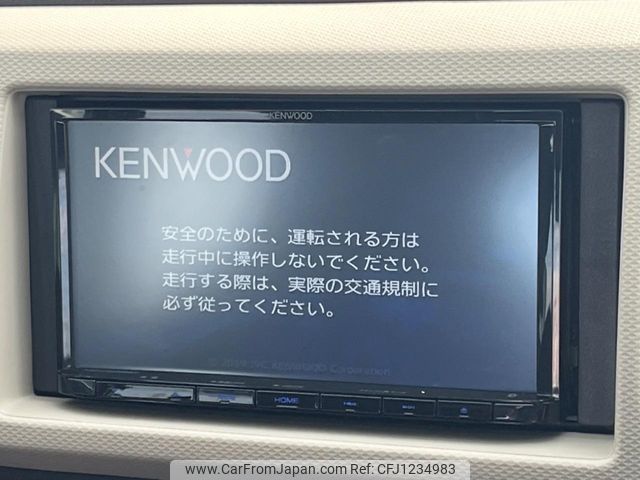 KENWOOD
KENWOOD
安全のために、運転される方は
走行中に操作しないでください。
走行する際は、実際の交通規制に
必ず従ってください。
KENWOOD Corporation
HOME
www.CarFromJapan.com | Ref No. CFJ1234983